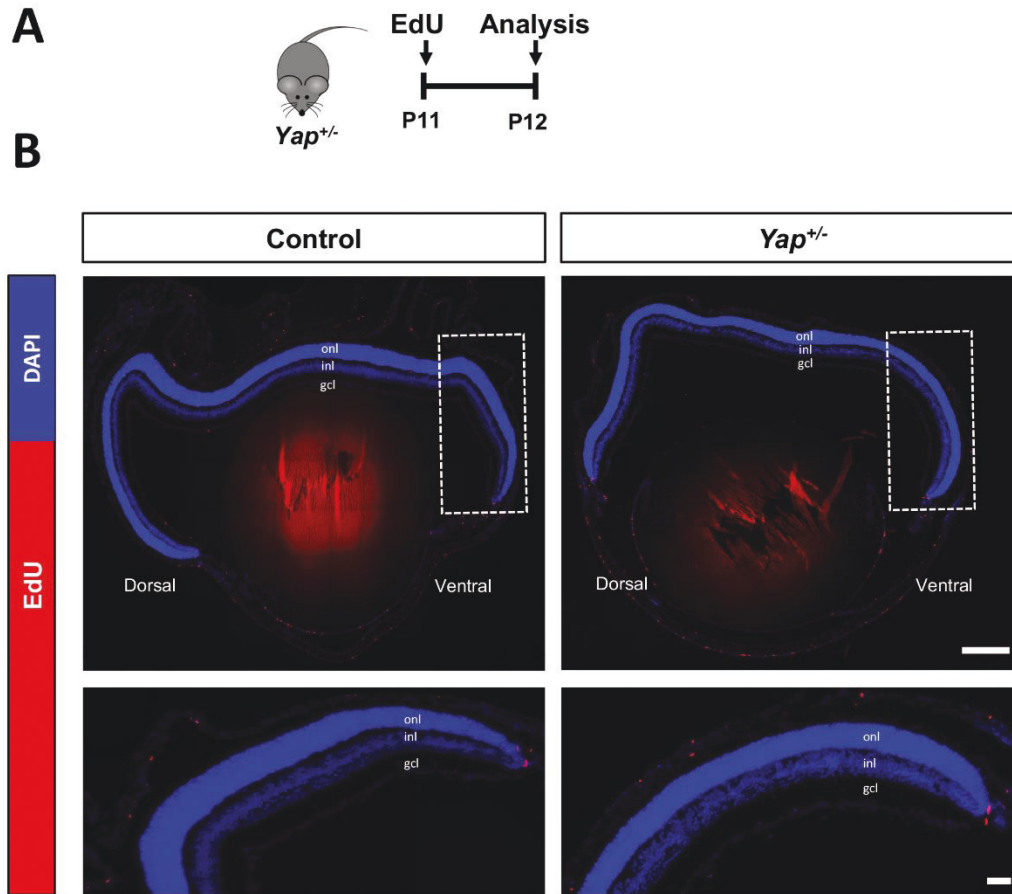 A
EdU Analysis
P11 P12
Yap+/-
B
Control
Yap+/-
DAPI
EdU
onl
inl
gcl
Dorsal
Ventral
onl
inl
gcl
Dorsal
Ventral
onl
inl
gcl
onl
inl
gcl